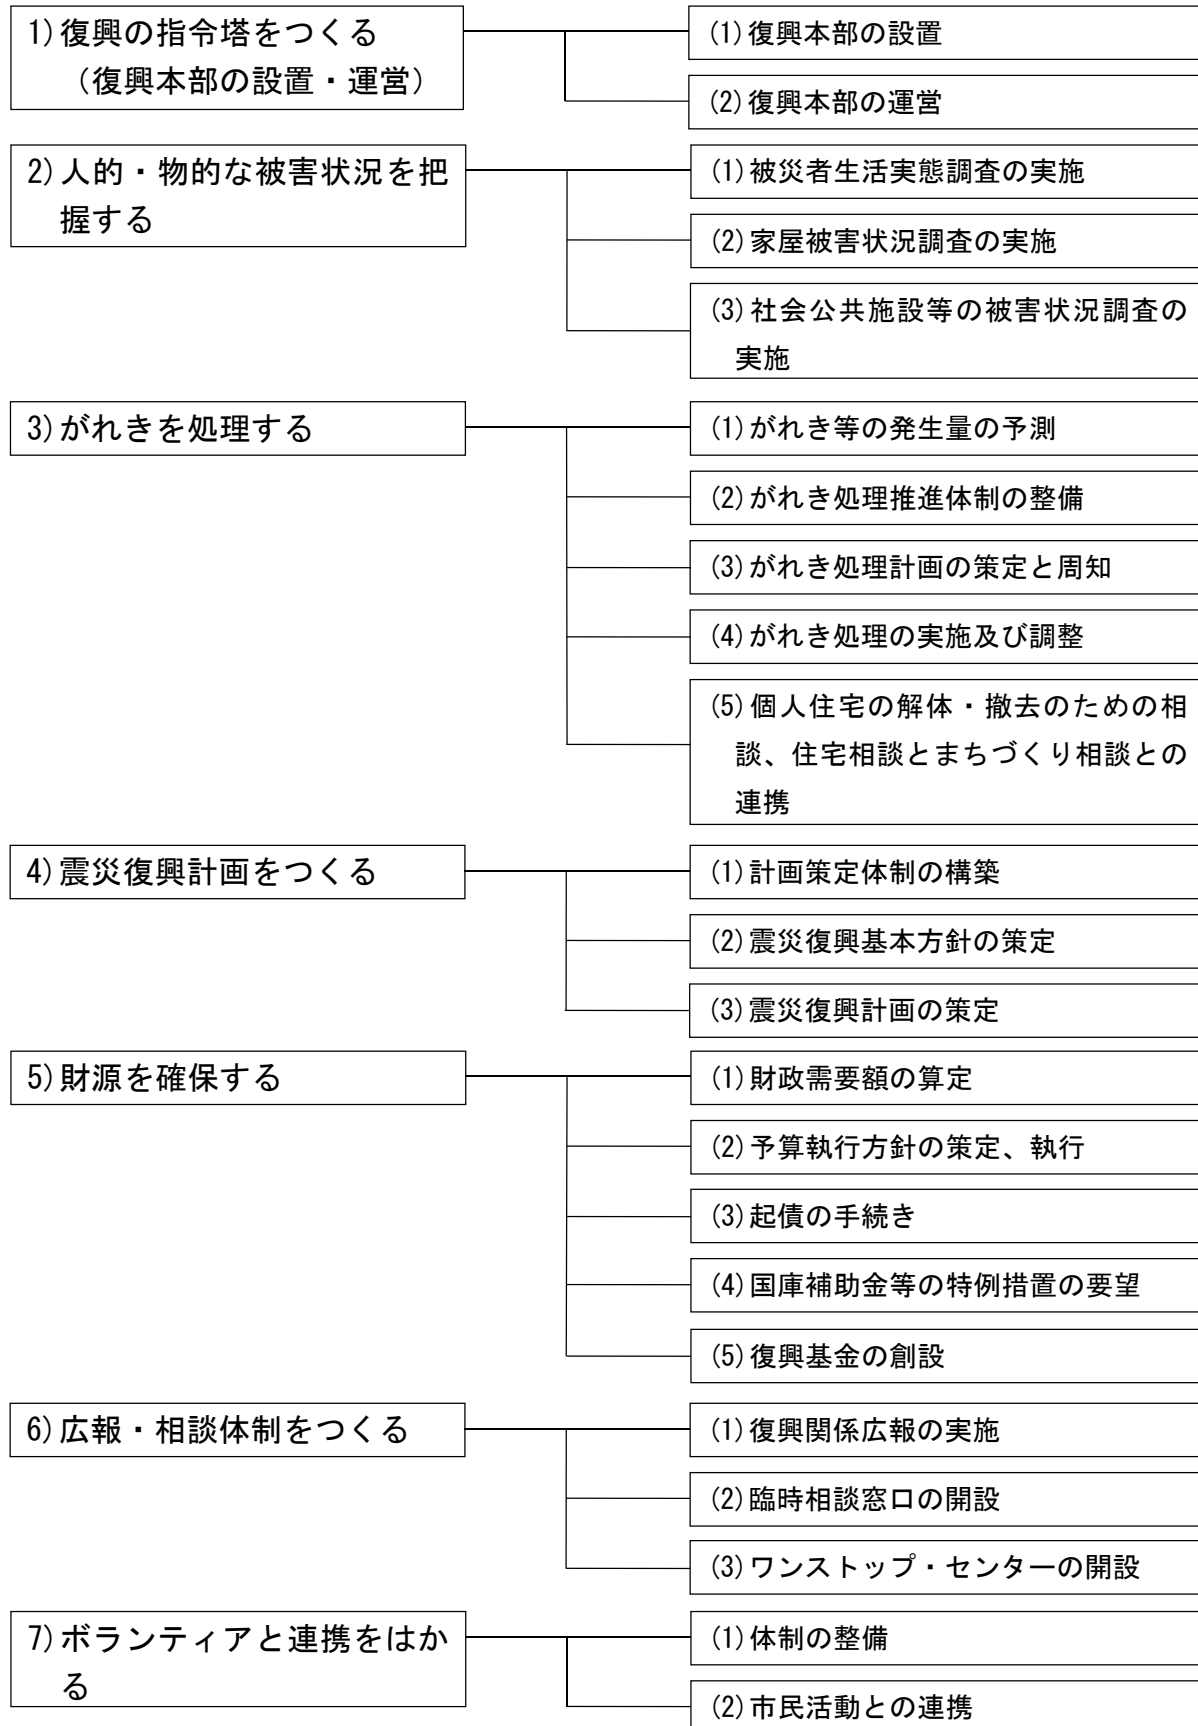 1)復興の指令塔をつくる
（復興本部の設置・運営）
(1)復興本部の設置
(2)復興本部の運営
2)人的・物的な被害状況を把
握する
(1)被災者生活実態調査の実施
(2)家屋被害状況調査の実施
(3)社会公共施設等の被害状況調査の
実施
3)がれきを処理する
(1)がれき等の発生量の予測
(2)がれき処理推進体制の整備
(3)がれき処理計画の策定と周知
(4)がれき処理の実施及び調整
(5)個人住宅の解体・撤去のための相
談、住宅相談とまちづくり相談との
連携
4)震災復興計画をつくる
(1)計画策定体制の構築
(2)震災復興基本方針の策定
(3)震災復興計画の策定
5)財源を確保する
(1)財政需要額の算定
(2)予算執行方針の策定、執行
(3)起債の手続き
(4)国庫補助金等の特例措置の要望
(5)復興基金の創設
6)広報・相談体制をつくる
(1)復興関係広報の実施
(2)臨時相談窓口の開設
(3)ワンストップ・センターの開設
7)ボランティアと連携をはか
る
(1)体制の整備
(2)市民活動との連携